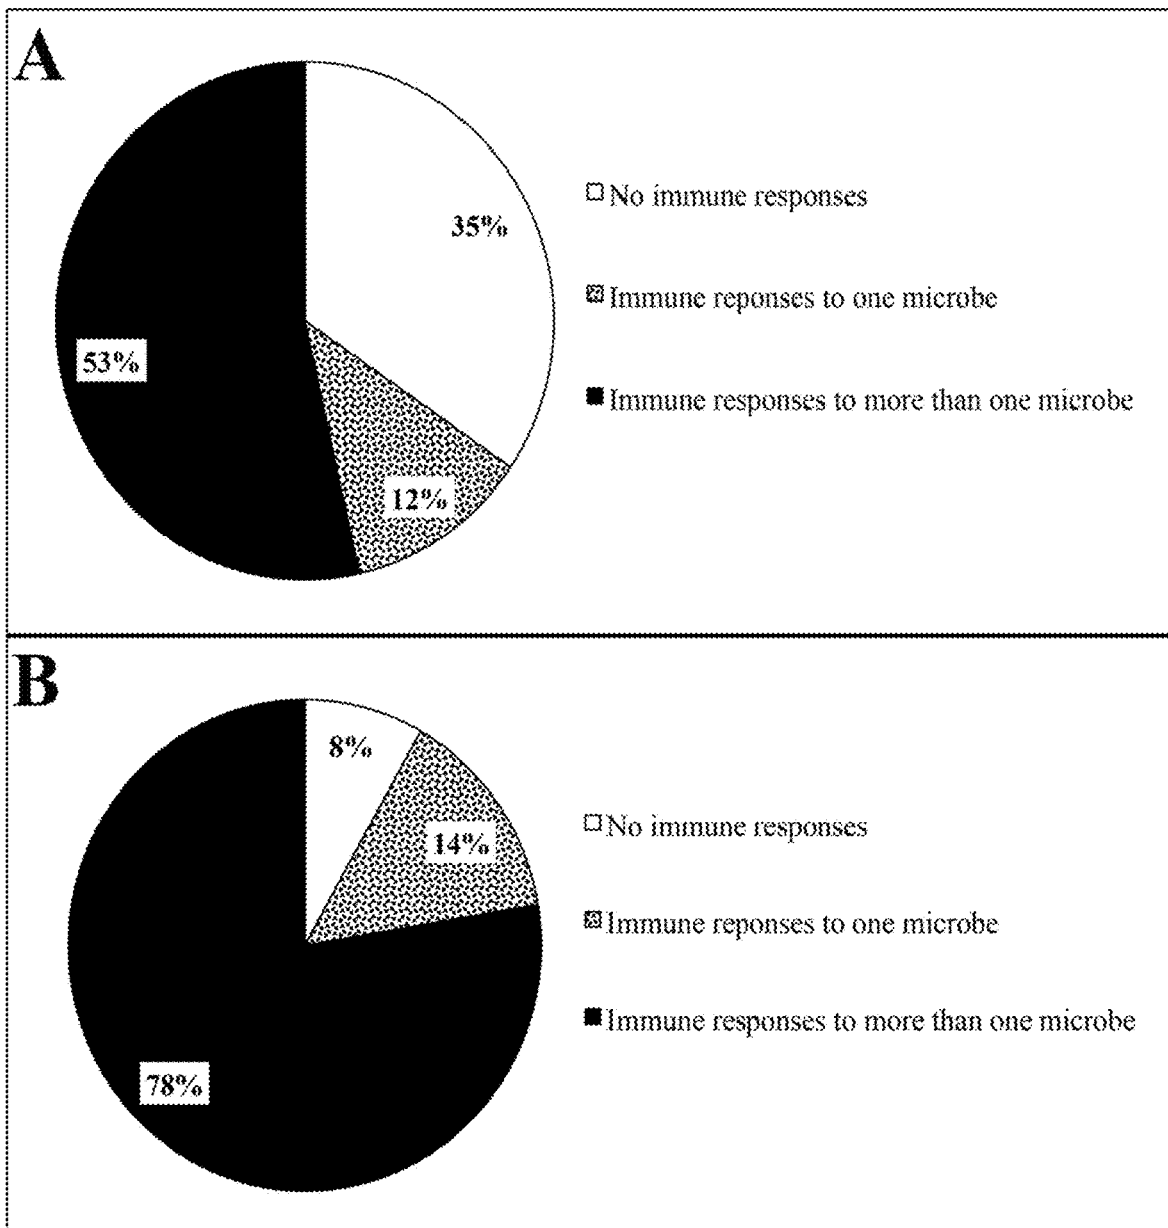 A
35%
53%
12%
No immune responses
Immune reponses to one microbe
Immune responses to more than one microbe
B
8%
14%
78%
No immune responses
Immune reponses to one microbe
Immune responses to more than one microbe